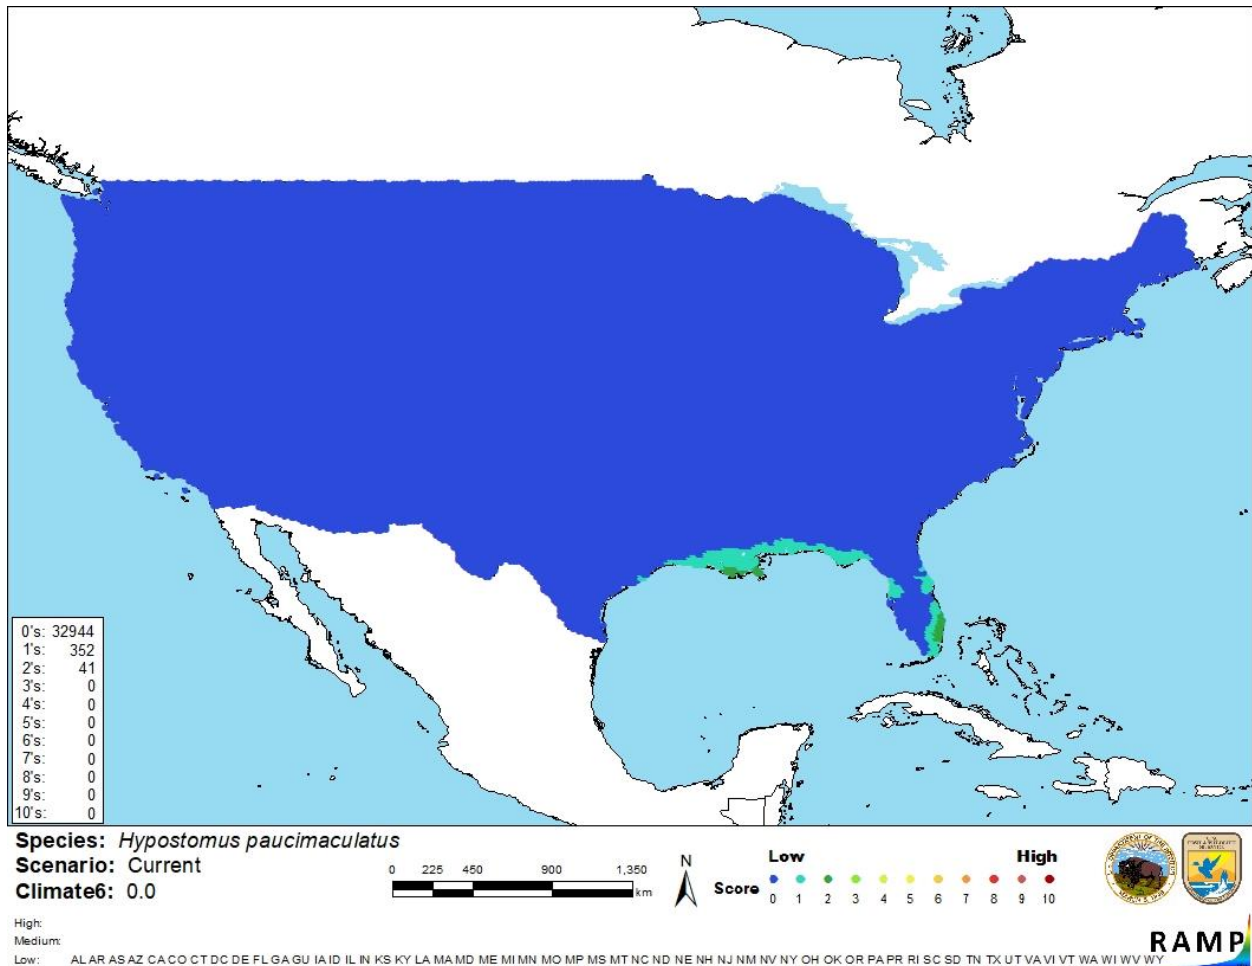 0's: 32944
1's: 352
2's: 41
3's: 0
4's: 0
5's: 0
6's: 0
7's: 0
8's: 0
9's: 0
10's: 0
Species: Hypostomus paucimaculatus
Scenario: Current
Climate6: 0.0
0 225 450 900 1,350
km
N
Low High
Score
0 1 2 3 4 5 6 7 8 9 10
High:
Medium:
Low: AL AR AS AZ CA CO CT DC DE FL GA GU IA ID IL IN KS KY LA MA MD ME MI MN MO MP MS MT NC ND NE NH NJ NM NV NY OH OK OR PA PR RI SC SD TN TX UT VA VI VT WA WI WV WY
RAMP